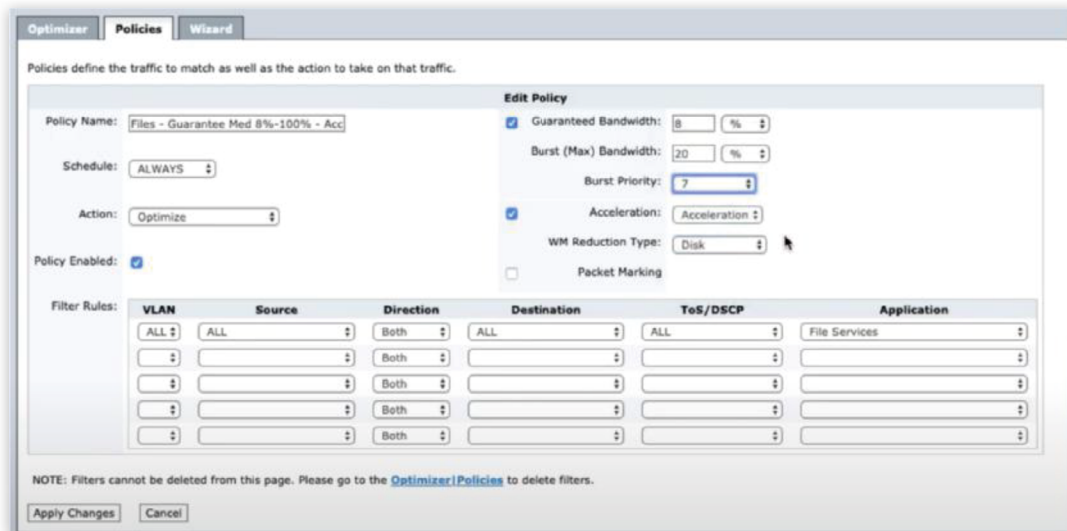 Optimizer Policies Wizard
Policies define the traffic to match as well as the action to take on that traffic.
Edit Policy
Policy Name: Files - Guarantee Med 8%-100% - Acc
Guaranteed Bandwidth: 8 %
Burst (Max) Bandwidth: 20 %
Schedule: ALWAYS
Burst Priority: 7
Action: Optimize
Acceleration: Acceleration
WM Reduction Type: Disk
Policy Enabled:
Packet Marking
Filter Rules: VLAN Source Direction Destination ToS/DSCP Application
ALL ALL Both ALL ALL File Services
Both
Both
Both
Both
NOTE: Filters cannot be deleted from this page. Please go to the Optimizer|Policies to delete filters.
Apply Changes Cancel